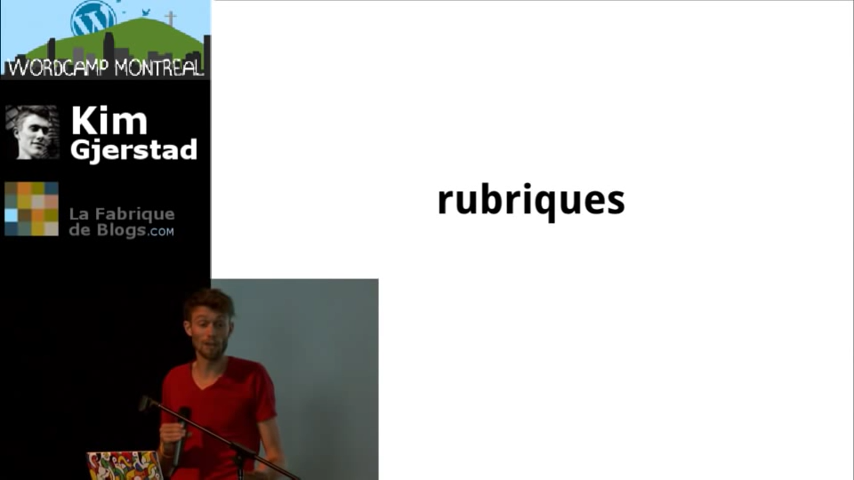 WORDCAMP MONTREAL
Kim
Gjerstad
La Fabrique
de Blogs.COM
rubriques